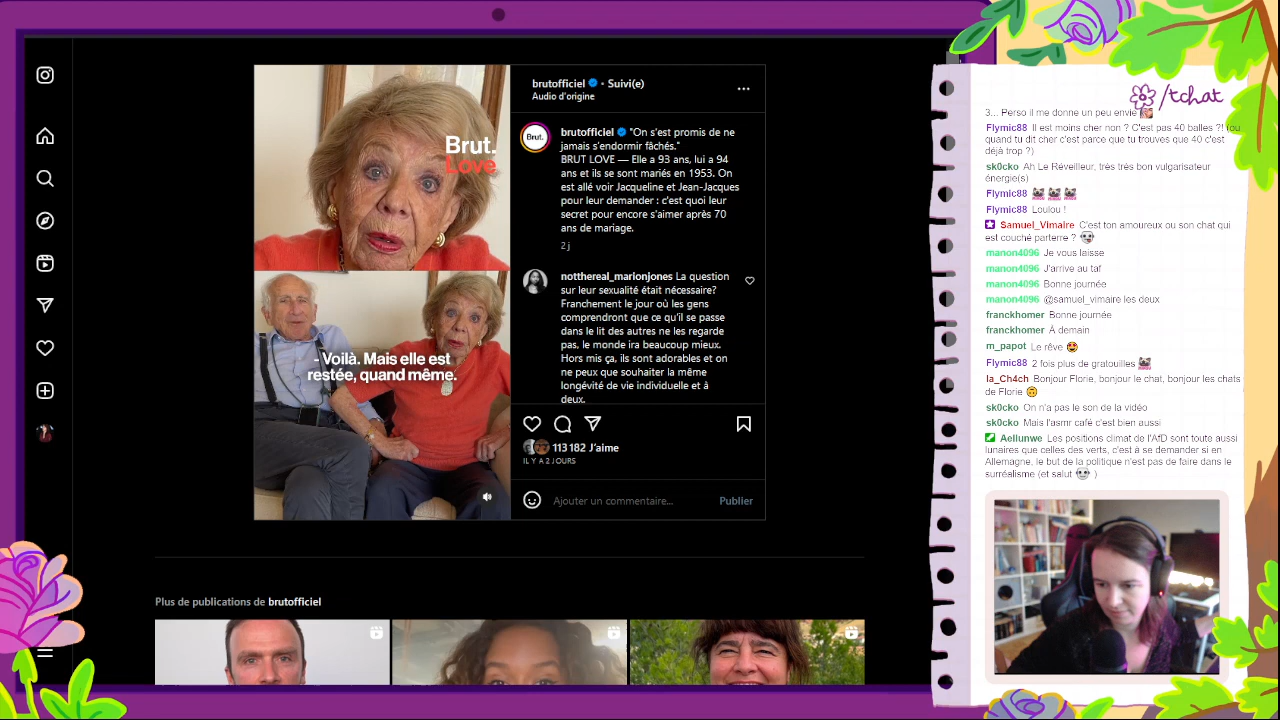 brutofficiel • Suivi(e)
Audio d'origine
Brut.
Love
- Voilà. Mais elle est
restée, quand même.
Brut.
brutofficiel "On s'est promis de ne
jamais s'endormir fâchés."
BRUT LOVE — Elle a 93 ans, lui a 94
ans et ils se sont mariés en 1953. On
est allé voir Jacqueline et Jean-Jacques
pour leur demander : c'est quoi leur
secret pour encore s'aimer après 70
ans de mariage.
2 j
notthereal_marionjones La question
sur leur sexualité était nécessaire?
Franchement le jour où les gens
comprendront que ce qu'il se passe
dans le lit des autres ne les regarde
pas, le monde ira beaucoup mieux.
Hors mis ça, ils sont adorables et on
ne peux que souhaiter la même
longévité de vie individuelle et à
deux.
113 182 J'aime
IL Y A 2 JOURS
Ajouter un commentaire...
Publier
Plus de publications de brutofficiel
/tchat
3... Perso il me donne un peu envie
Flymic88 Il est moins cher non ? C'est pas 40 balles ?! (ou
quand tu dit cher c'est parce que tu trouves que 40 c'est
déjà trop ?)
sk0cko Ah Le Réveilleur, très très bon vulgarisateur
énergie(s)
Flymic88
Flymic88 Loulou !
Samuel_Vimaire C'est ton amoureux ou son chat qui
est couché parterre ?
manon4096 Je vous laisse
manon4096 J'arrive au taf
manon4096 Bonne journée
manon4096 @samuel_vimaire les deux
franckhomer Bonne journée
franckhomer À demain
m_papot Le rêve
Flymic88 2 fois plus de gratouilles
la_Ch4ch Bonjour Florie, bonjour le chat, bonjour les chats
de Florie
sk0cko On n'a pas le son de la vidéo
sk0cko Mais l'asmr café c'est bien aussi
Aellunwe Les positions climat de l'AfD sont toute aussi
lunaires que celles des verts, c'est à se demander si en
Allemagne, le but de la politique n'est pas de faire dans le
surréalisme (et salut )